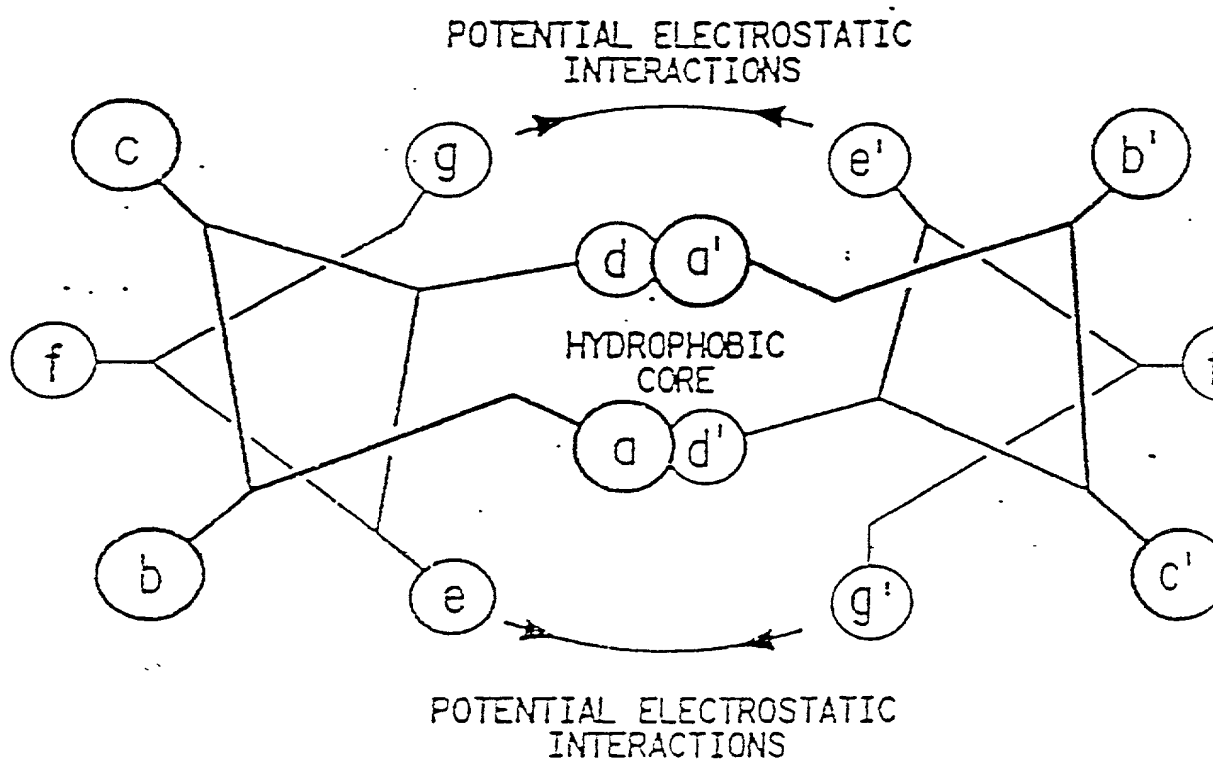 POTENTIAL ELECTROSTATIC
INTERACTIONS
c
g
e'
b'
d
a'
f
HYDROPHOBIC
CORE
a
d'
b
e
g'
c'
POTENTIAL ELECTROSTATIC
INTERACTIONS